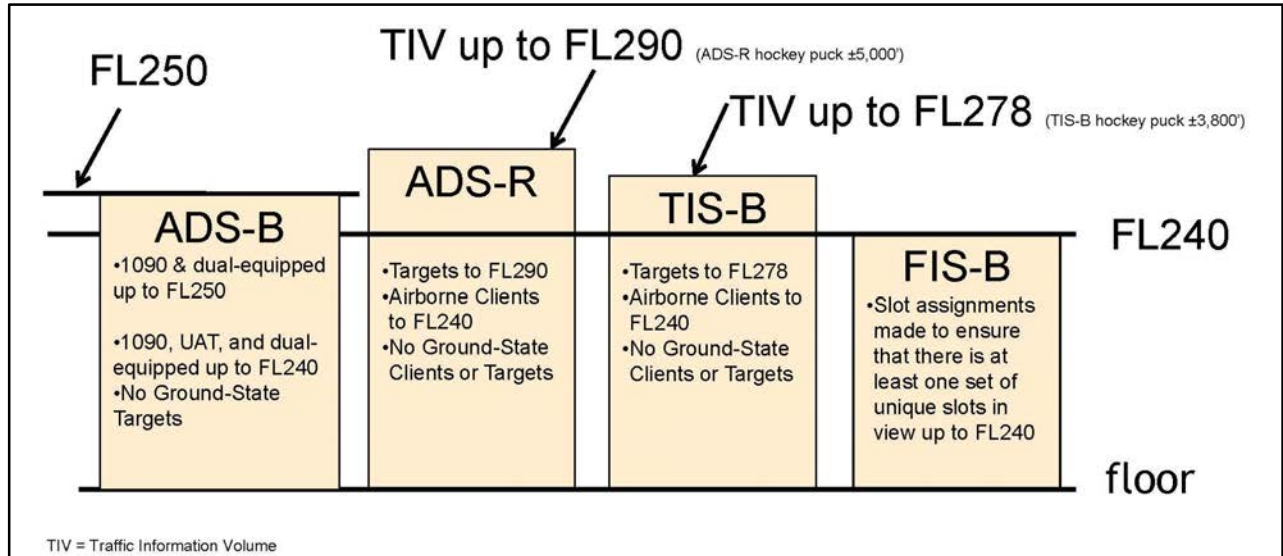 FL250
TIV up to FL290 (ADS-R hockey puck ±5,000')
TIV up to FL278 (TIS-B hockey puck ±3,800')
ADS-B
•1090 & dual-equipped
up to FL250
•1090, UAT, and dual-
equipped up to FL240
•No Ground-State
Targets
ADS-R
•Targets to FL290
•Airborne Clients
to FL240
•No Ground-State
Clients or Targets
TIS-B
•Targets to FL278
•Airborne Clients to
FL240
•No Ground-State
Clients or Targets
FL240
FIS-B
•Slot assignments
made to ensure
that there is at
least one set of
unique slots in
view up to FL240
floor
TIV = Traffic Information Volume